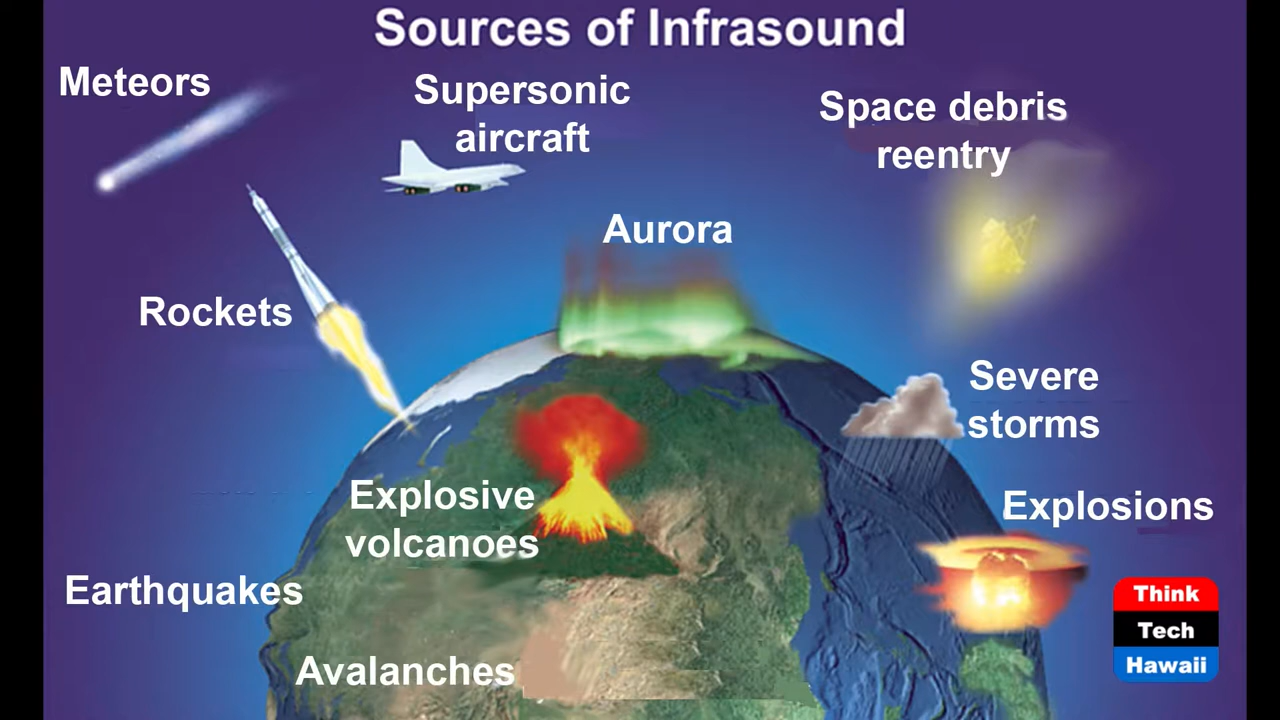 Sources of Infrasound
Meteors
Supersonic
aircraft
Space debris
reentry
Aurora
Rockets
Severe
storms
Explosive
volcanoes
Explosions
Earthquakes
Avalanches
Think
Tech
Hawaii